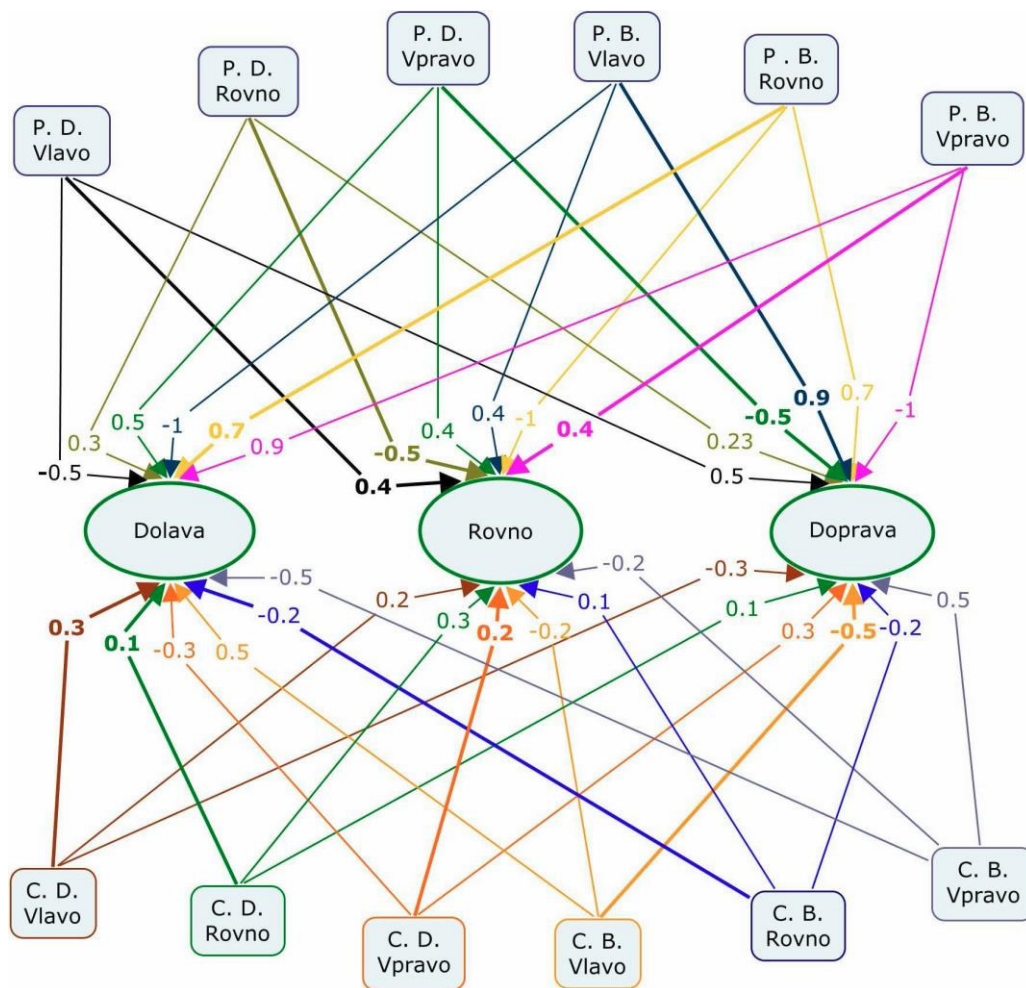 P. D.
Vlavo
P. D.
Rovno
P. D.
Vpravo
P. B.
Vlavo
P . B.
Rovno
P. B.
Vpravo
-0.5
0.3
0.5
-1
0.7
0.9
0.4
-0.5
0.4
0.4
-1
0.4
0.23
0.5
-0.5
0.9
0.7
-1
Dolava
Rovno
Doprava
0.3
0.1
-0.3
0.5
-0.2
-0.5
0.2
0.3
0.2
-0.2
0.1
-0.2
-0.3
0.1
0.3
-0.5
-0.2
0.5
C. D.
Vlavo
C. D.
Rovno
C. D.
Vpravo
C. B.
Vlavo
C. B.
Rovno
C. B.
Vpravo